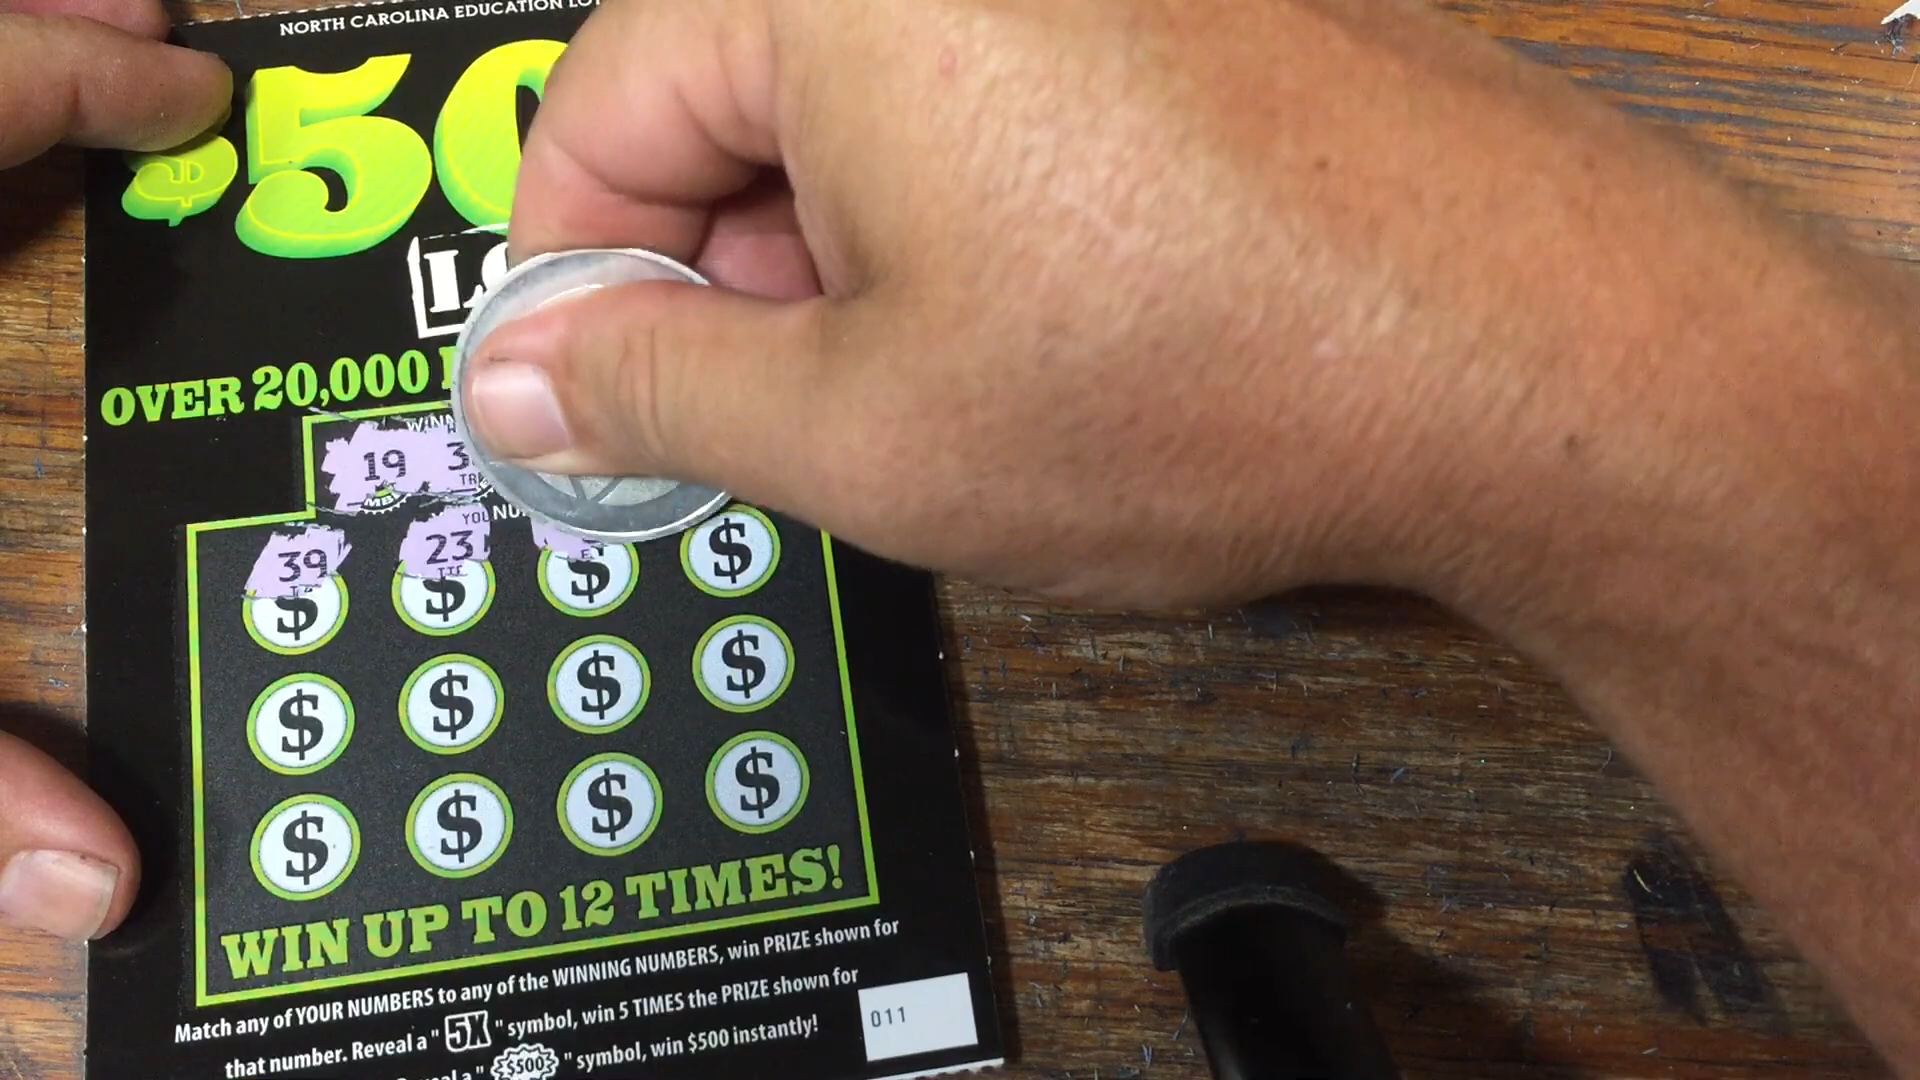 NORTH CAROLINA EDUCATION
$50
OVER 20,000
19
39 23
WIN UP TO 12 TIMES!
Match any of YOUR NUMBERS to any of the WINNING NUMBERS, win PRIZE shown for
that number. Reveal a "5X" symbol, win 5 TIMES the PRIZE shown for
a "$500" symbol, win $500 instantly!
011